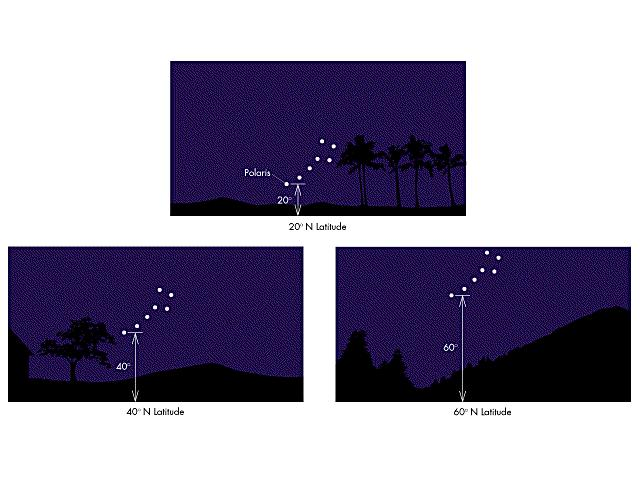 Polaris
20°
20° N Latitude
40°
40° N Latitude
60°
60° N Latitude